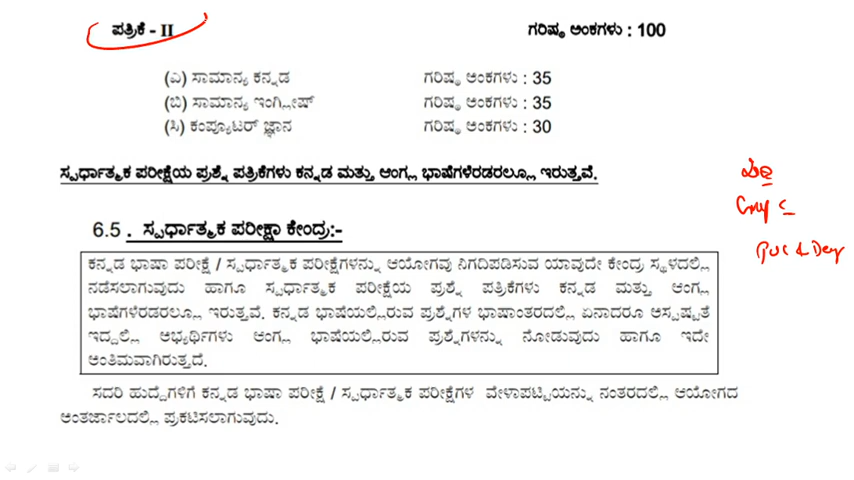 ಪತ್ರಿಕೆ - II ಗರಿಷ್ಠ ಅಂಕಗಳು : 100
(ಎ) ಸಾಮಾನ್ಯ ಕನ್ನಡ ಗರಿಷ್ಠ ಅಂಕಗಳು : 35
(ಬಿ) ಸಾಮಾನ್ಯ ಇಂಗ್ಲೀಷ್ ಗರಿಷ್ಠ ಅಂಕಗಳು : 35
(ಸಿ) ಕಂಪ್ಯೂಟರ್ ಜ್ಞಾನ ಗರಿಷ್ಠ ಅಂಕಗಳು : 30
ಸ್ಪರ್ಧಾತ್ಮಕ ಪರೀಕ್ಷೆಯ ಪ್ರಶ್ನೆ ಪತ್ರಿಕೆಗಳು ಕನ್ನಡ ಮತ್ತು ಆಂಗ್ಲ ಭಾಷೆಗಳೆರಡರಲ್ಲೂ ಇರುತ್ತವೆ.
6.5 . ಸ್ಪರ್ಧಾತ್ಮಕ ಪರೀಕ್ಷಾ ಕೇಂದ್ರ:-
ಕನ್ನಡ ಭಾಷಾ ಪರೀಕ್ಷೆ / ಸ್ಪರ್ಧಾತ್ಮಕ ಪರೀಕ್ಷೆಗಳನ್ನು ಆಯೋಗವು ನಿಗದಿಪಡಿಸುವ ಯಾವುದೇ ಕೇಂದ್ರ ಸ್ಥಳದಲ್ಲಿ
ನಡೆಸಲಾಗುವುದು ಹಾಗೂ ಸ್ಪರ್ಧಾತ್ಮಕ ಪರೀಕ್ಷೆಯ ಪ್ರಶ್ನೆ ಪತ್ರಿಕೆಗಳು ಕನ್ನಡ ಮತ್ತು ಆಂಗ್ಲ
ಭಾಷೆಗಳೆರಡರಲ್ಲೂ ಇರುತ್ತವೆ. ಕನ್ನಡ ಭಾಷೆಯಲ್ಲಿರುವ ಪ್ರಶ್ನೆಗಳ ಭಾಷಾಂತರದಲ್ಲಿ ಏನಾದರೂ ಅಸ್ಪಷ್ಟತೆ
ಇದ್ದಲ್ಲಿ ಅಭ್ಯರ್ಥಿಗಳು ಆಂಗ್ಲ ಭಾಷೆಯಲ್ಲಿರುವ ಪ್ರಶ್ನೆಗಳನ್ನು ನೋಡುವುದು ಹಾಗೂ ಇದೇ
ಅಂತಿಮವಾಗಿರುತ್ತದೆ.
ಸದರಿ ಹುದ್ದೆಗಳಿಗೆ ಕನ್ನಡ ಭಾಷಾ ಪರೀಕ್ಷೆ / ಸ್ಪರ್ಧಾತ್ಮಕ ಪರೀಕ್ಷೆಗಳ ವೇಳಾಪಟ್ಟಿಯನ್ನು ನಂತರದಲ್ಲಿ ಆಯೋಗದ
ಅಂತರ್ಜಾಲದಲ್ಲಿ ಪ್ರಕಟಿಸಲಾಗುವುದು.